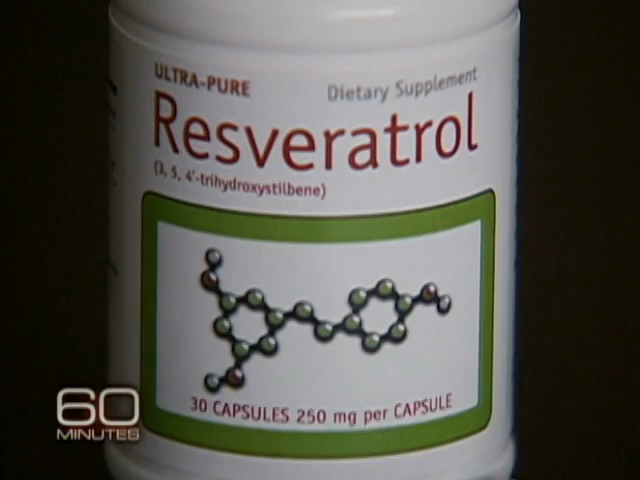 ULTRA-PURE
Dietary Supplement
Resveratrol
(3, 5, 4'-trihydroxystilbene)
30 CAPSULES 250 mg per CAPSULE
60
MINUTES